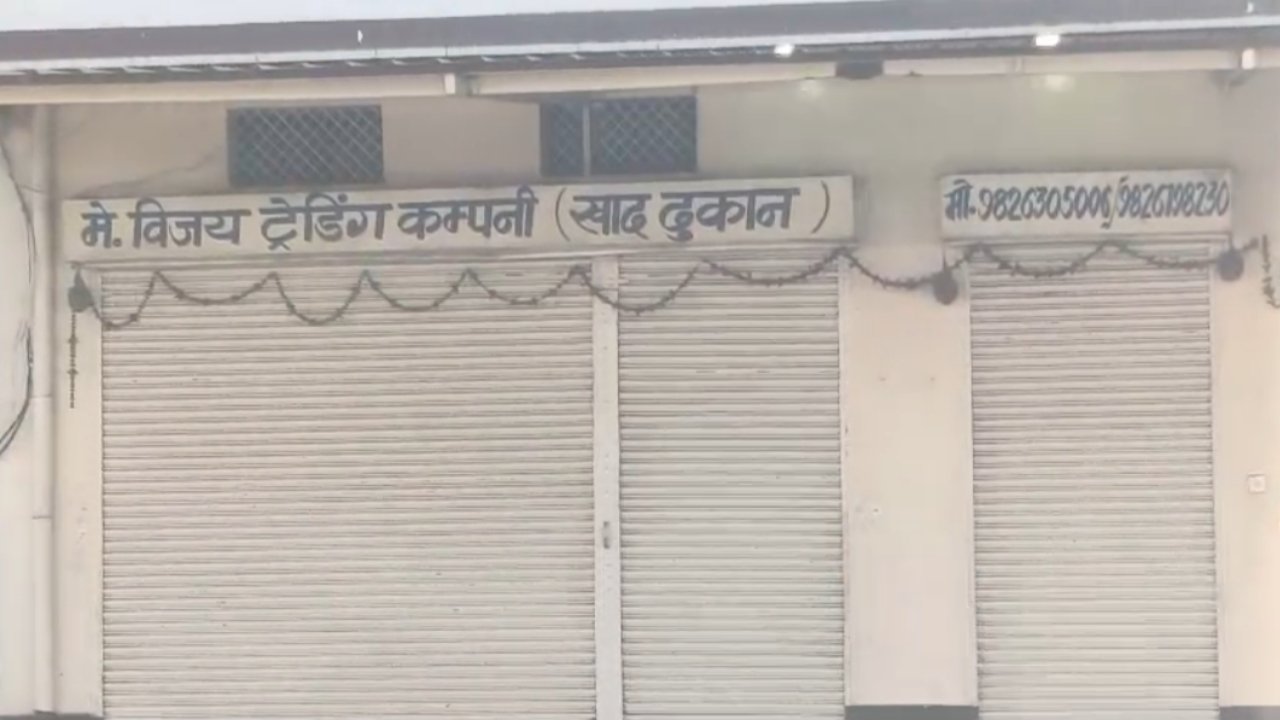 मे. विजय ट्रेडिंग कम्पनी (खाद दुकान)
मो. 9826305006, 9826198230